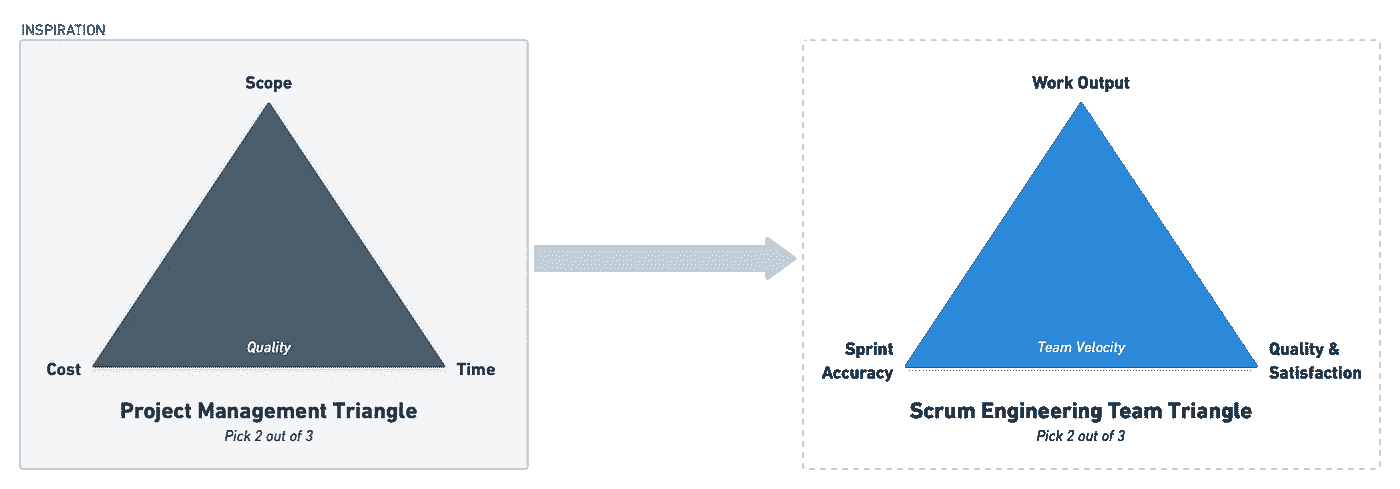 INSPIRATION
Scope
Quality
Cost
Time
Project Management Triangle
Pick 2 out of 3
Work Output
Team Velocity
Sprint
Accuracy
Quality &
Satisfaction
Scrum Engineering Team Triangle
Pick 2 out of 3